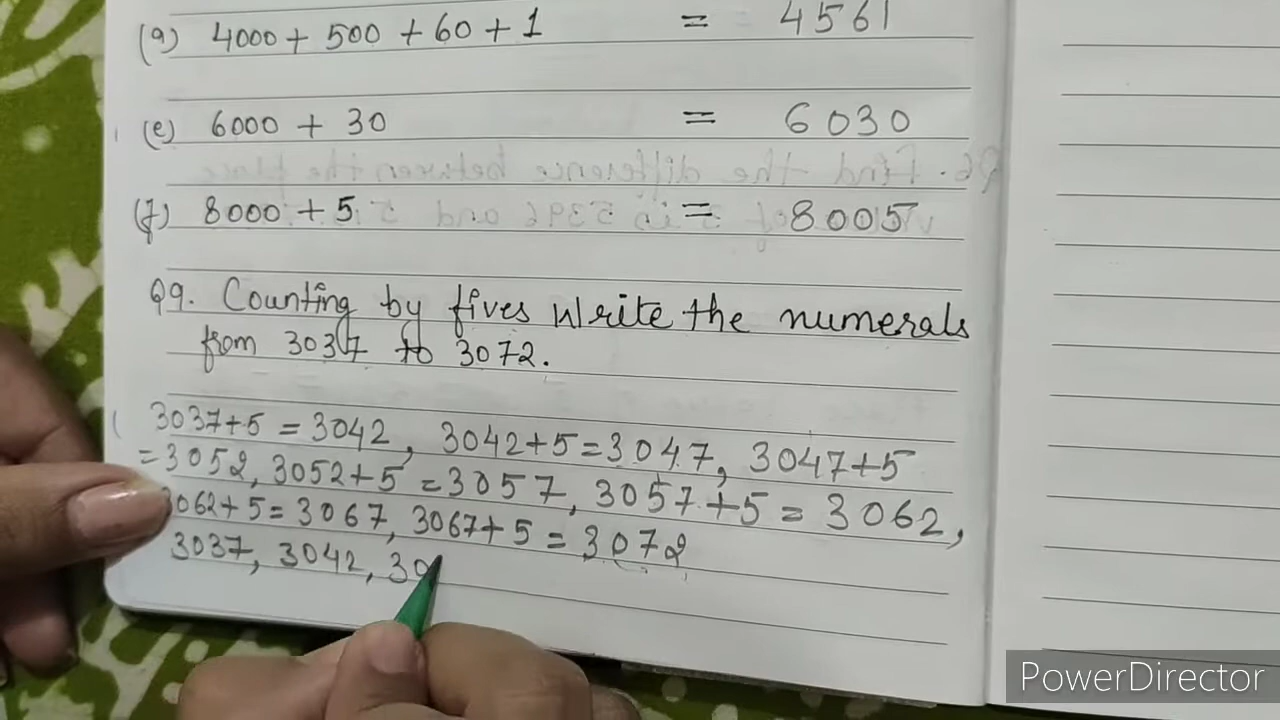 (a) 4000 + 500 + 60 + 1 = 4561
(e) 6000 + 30 = 6030
(f) 8000 + 5 = 8005
Q9. Counting by fives write the numerals
from 3037 to 3072.
3037+5 = 3042, 3042+5=3047, 3047+5
=3052, 3052+5 =3057, 3057+5 = 3062,
3062+5= 3067, 3067+5 = 3072
3037, 3042, 30
PowerDirector